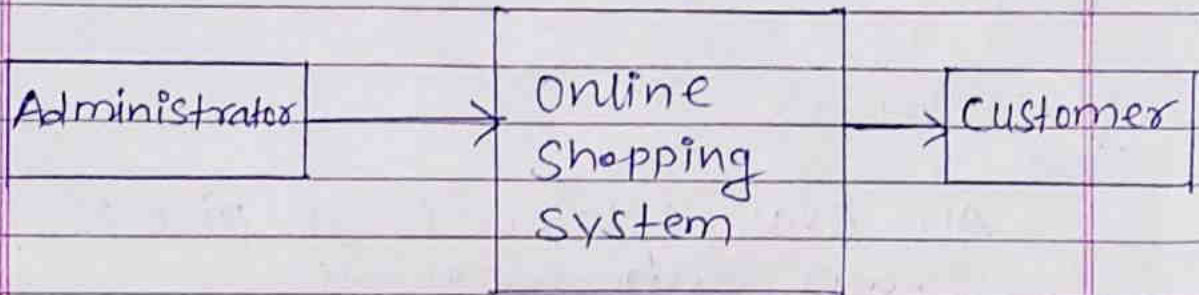 Administrator
Online
Shopping
System
Customer